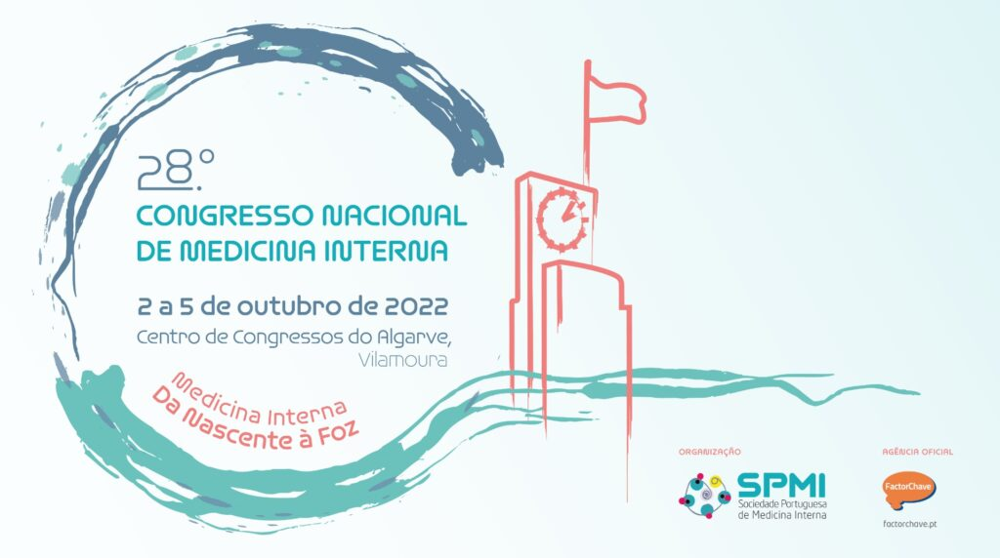 28.º
CONGRESSO NACIONAL
DE MEDICINA INTERNA
2 a 5 de outubro de 2022
Centro de Congressos do Algarve,
Vilamoura
Medicina Interna
Da Nascente à Foz
ORGANIZAÇÃO
SPMI
Sociedade Portuguesa
de Medicina Interna
AGÊNCIA OFICIAL
FactorChave
factorchave.pt